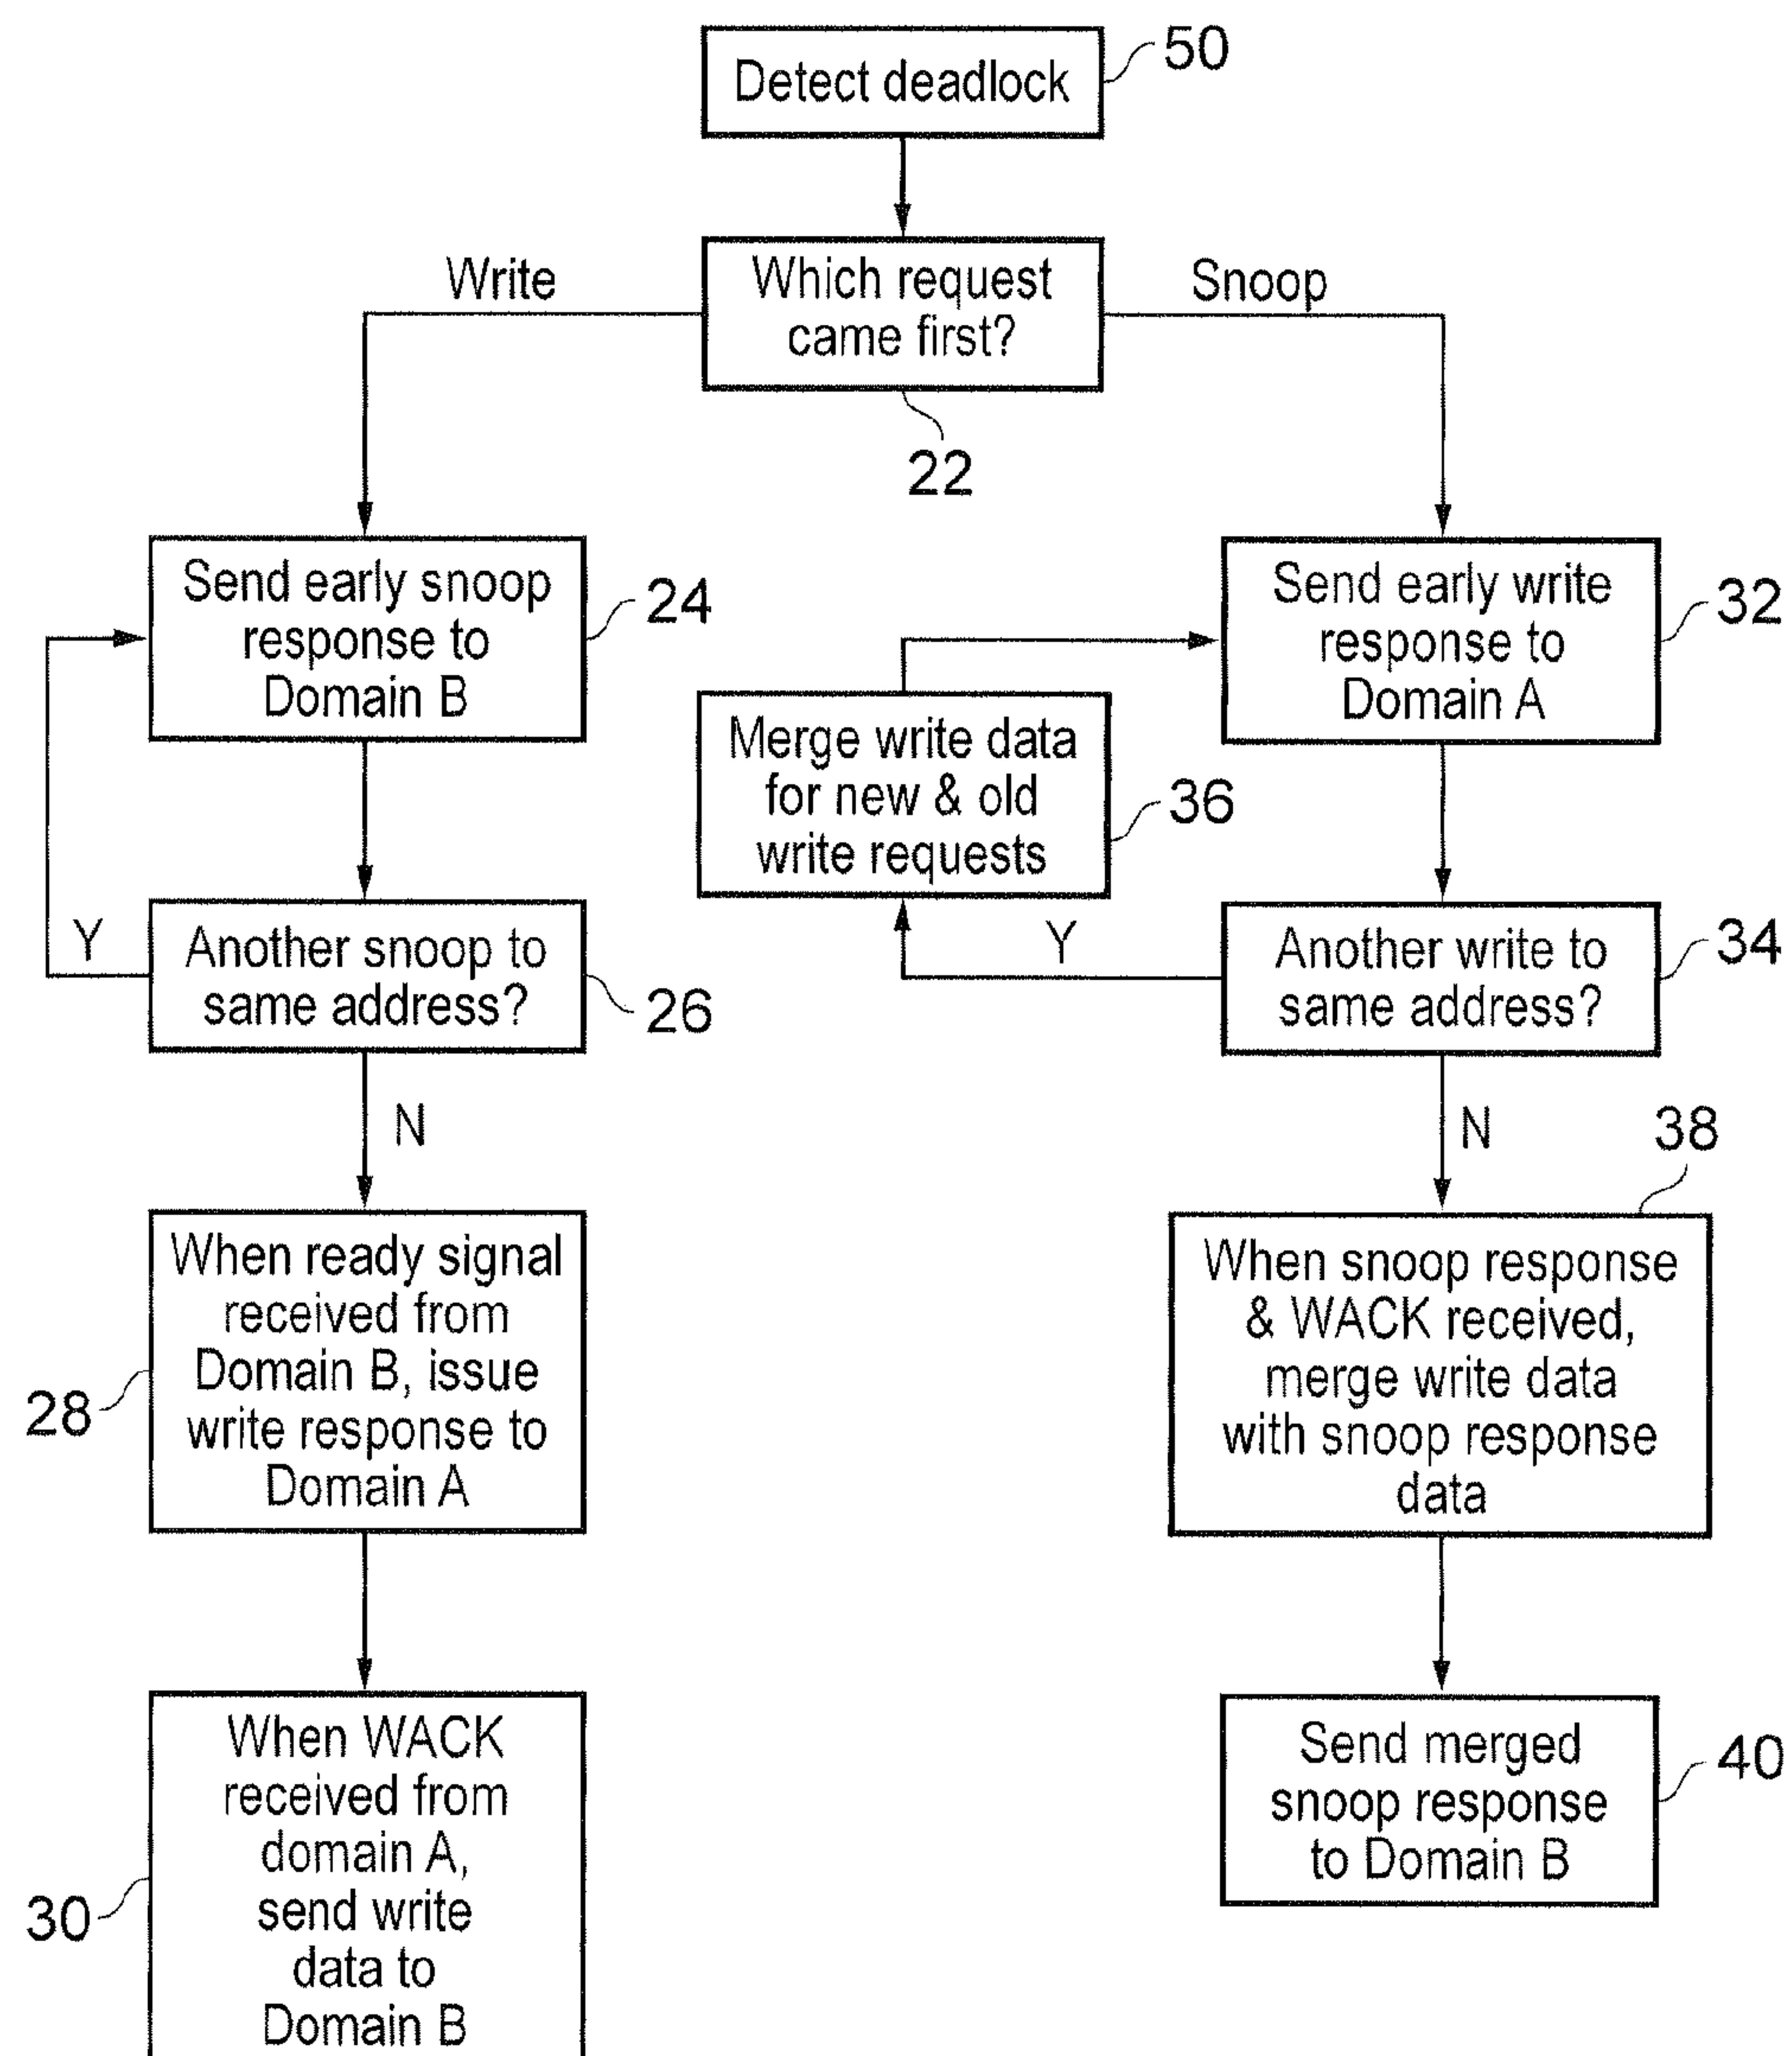 Detect deadlock
50
Which request
came first?
Write
Snoop
22
Send early snoop
response to
Domain B
24
Send early write
response to
Domain A
32
Merge write data
for new & old
write requests
36
Another snoop to
same address?
Y
26
Another write to
same address?
Y
34
N
N
38
When ready signal
received from
Domain B, issue
write response to
Domain A
28
When snoop response
& WACK received,
merge write data
with snoop response
data
When WACK
received from
domain A,
send write
data to
Domain B
30
Send merged
snoop response
to Domain B
40